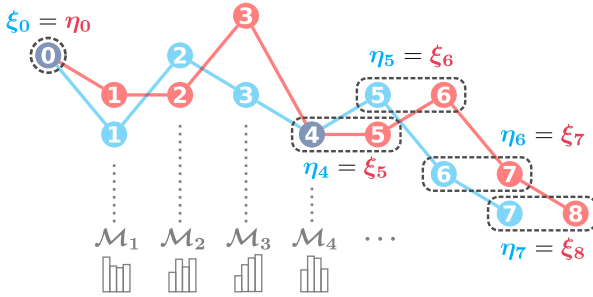 3
ξ₀ = η₀
0 2 η₅ = ξ₆
1 2 3 5 6
1 4 5 η₆ = ξ₇
η₄ = ξ₅ 6 7
7 8
ℳ₁ ℳ₂ ℳ₃ ℳ₄ ⋯ η₇ = ξ₈